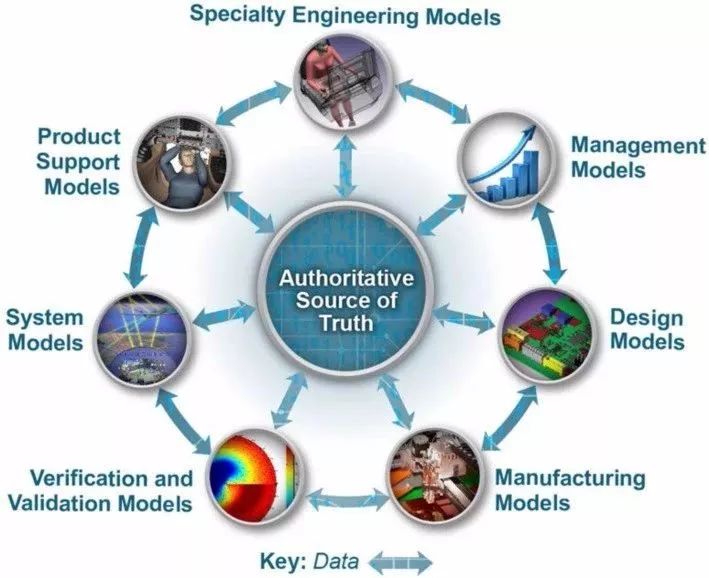 Specialty Engineering Models
Product
Support
Models
Management
Models
Authoritative
Source of
Truth
System
Models
Design
Models
Verification and
Validation Models
Manufacturing
Models
Key: Data